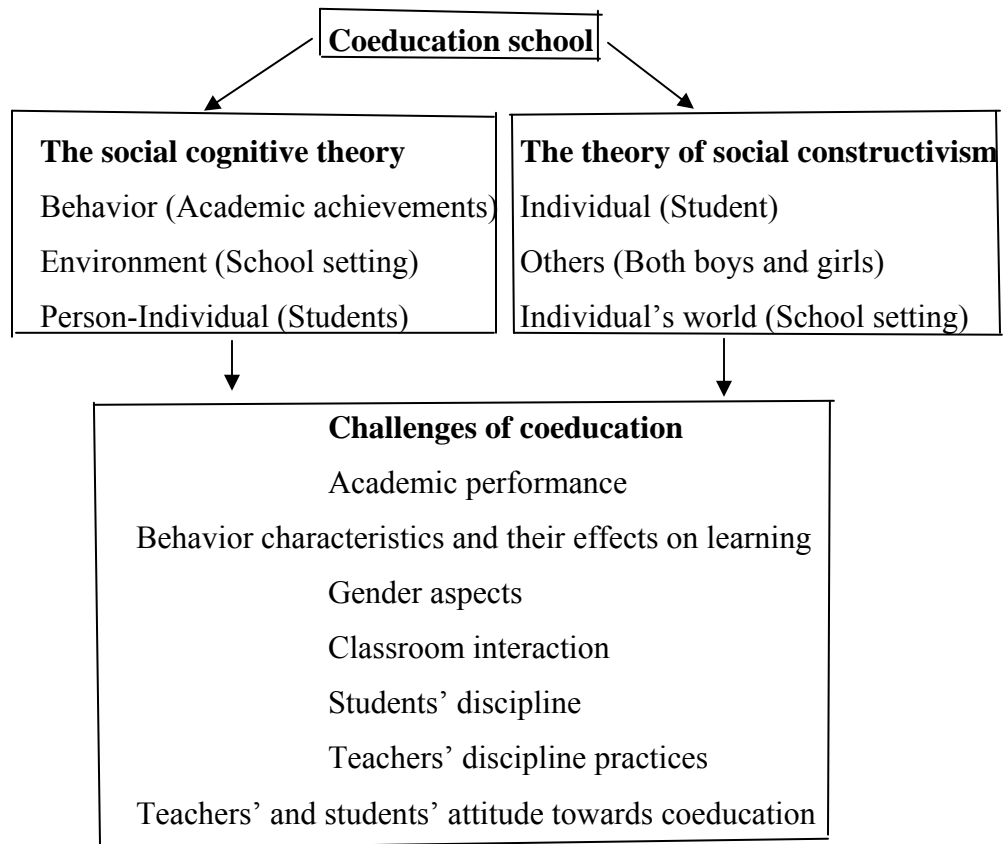 Coeducation school
The social cognitive theory
Behavior (Academic achievements)
Environment (School setting)
Person-Individual (Students)
The theory of social constructivism
Individual (Student)
Others (Both boys and girls)
Individual’s world (School setting)
Challenges of coeducation
Academic performance
Behavior characteristics and their effects on learning
Gender aspects
Classroom interaction
Students’ discipline
Teachers’ discipline practices
Teachers’ and students’ attitude towards coeducation